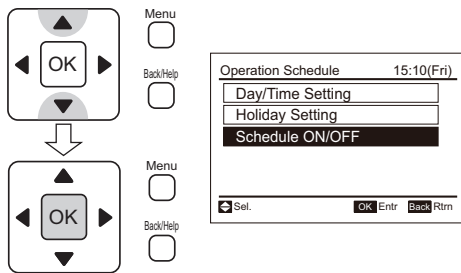 Menu
OK
Back/Help
Menu
OK
Back/Help
Operation Schedule 15:10(Fri)
Day/Time Setting
Holiday Setting
Schedule ON/OFF
Sel. OK Entr Back Rtrn